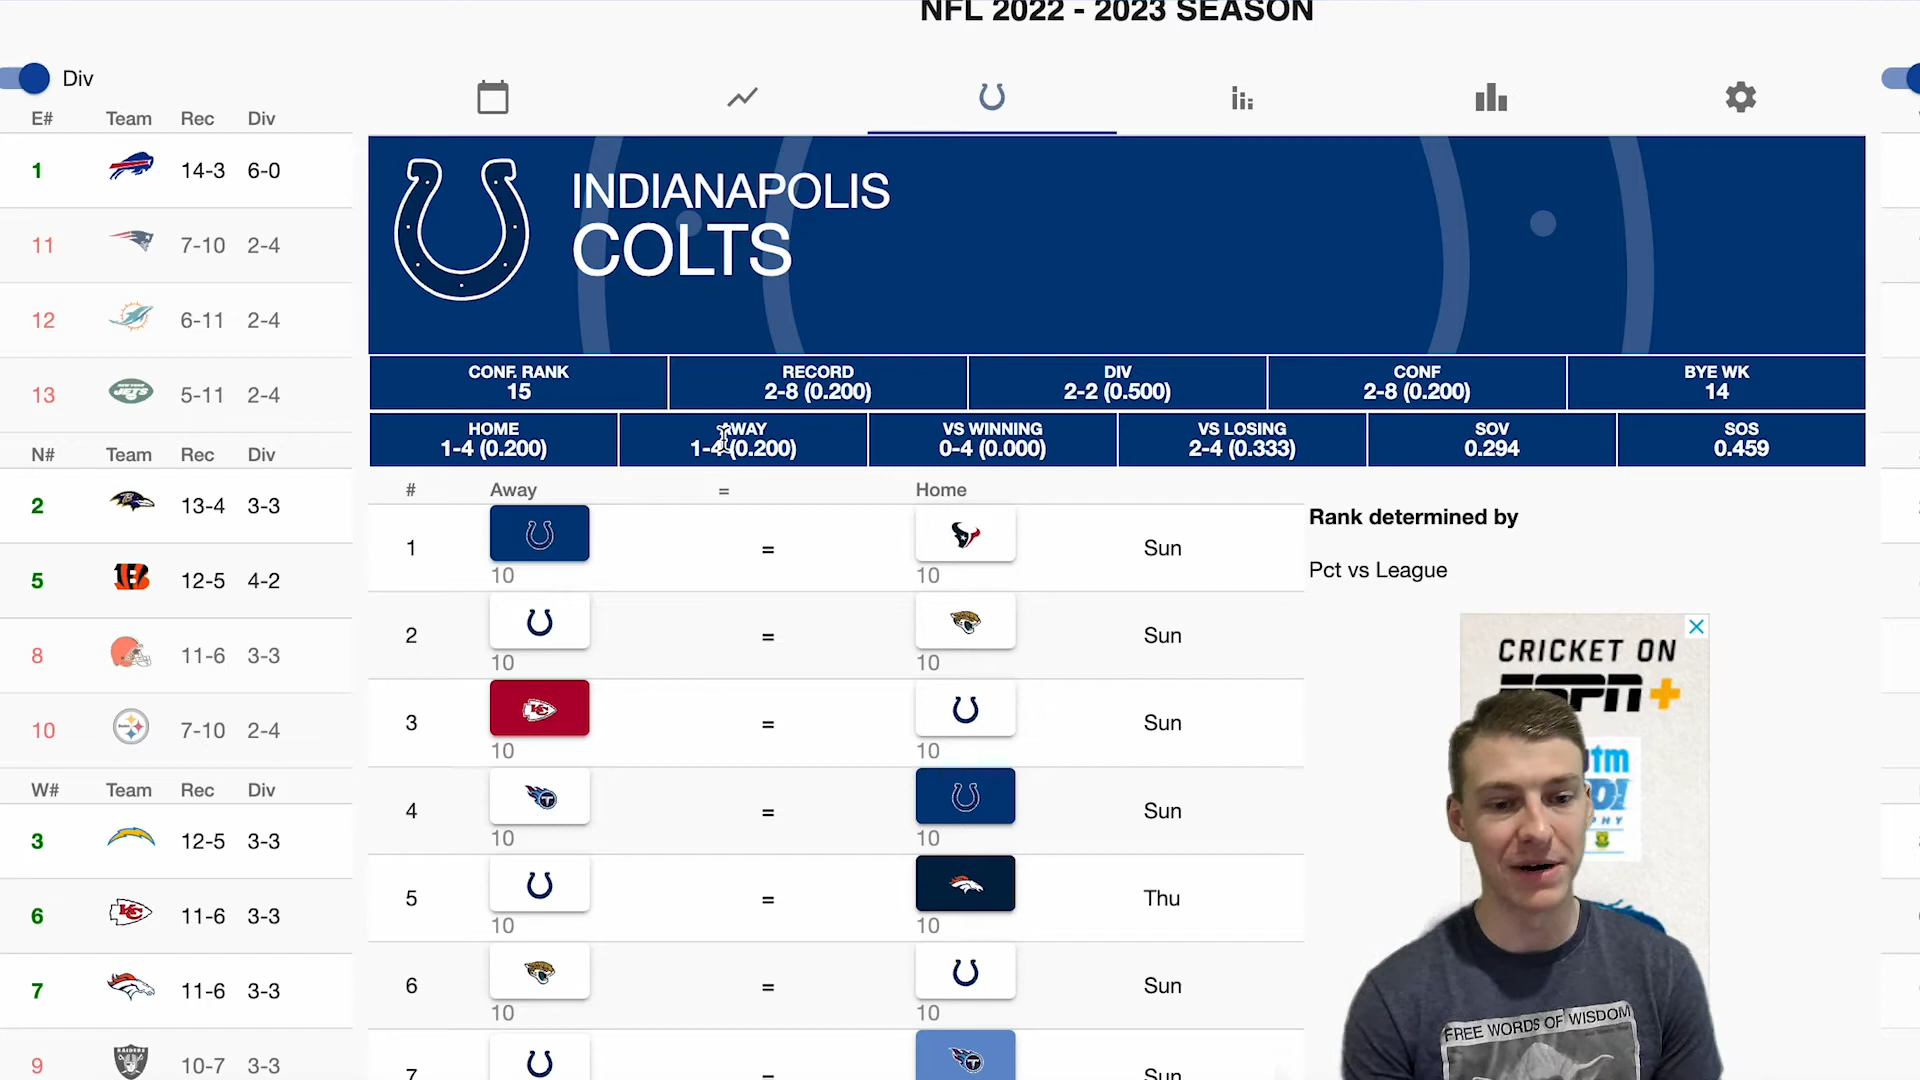 NFL 2022 - 2023 SEASON
Div
E# Team Rec Div
1 14-3 6-0
11 7-10 2-4
12 6-11 2-4
13 5-11 2-4
N# Team Rec Div
2 13-4 3-3
5 12-5 4-2
8 11-6 3-3
10 7-10 2-4
W# Team Rec Div
3 12-5 3-3
6 11-6 3-3
7 11-6 3-3
9 10-7 3-3
INDIANAPOLIS
COLTS
CONF. RANK RECORD DIV CONF BYE WK
15 2-8 (0.200) 2-2 (0.500) 2-8 (0.200) 14
HOME AWAY VS WINNING VS LOSING SOV SOS
1-4 (0.200) 1-4 (0.200) 0-4 (0.000) 2-4 (0.333) 0.294 0.459
# Away = Home
1 = Sun
10 10
2 = Sun
10 10
3 = Sun
10 10
4 = Sun
10 10
5 = Thu
10 10
6 = Sun
10 10
7 = Sun
Rank determined by
Pct vs League
CRICKET ON
ESPN+
FREE WORDS OF WISDOM